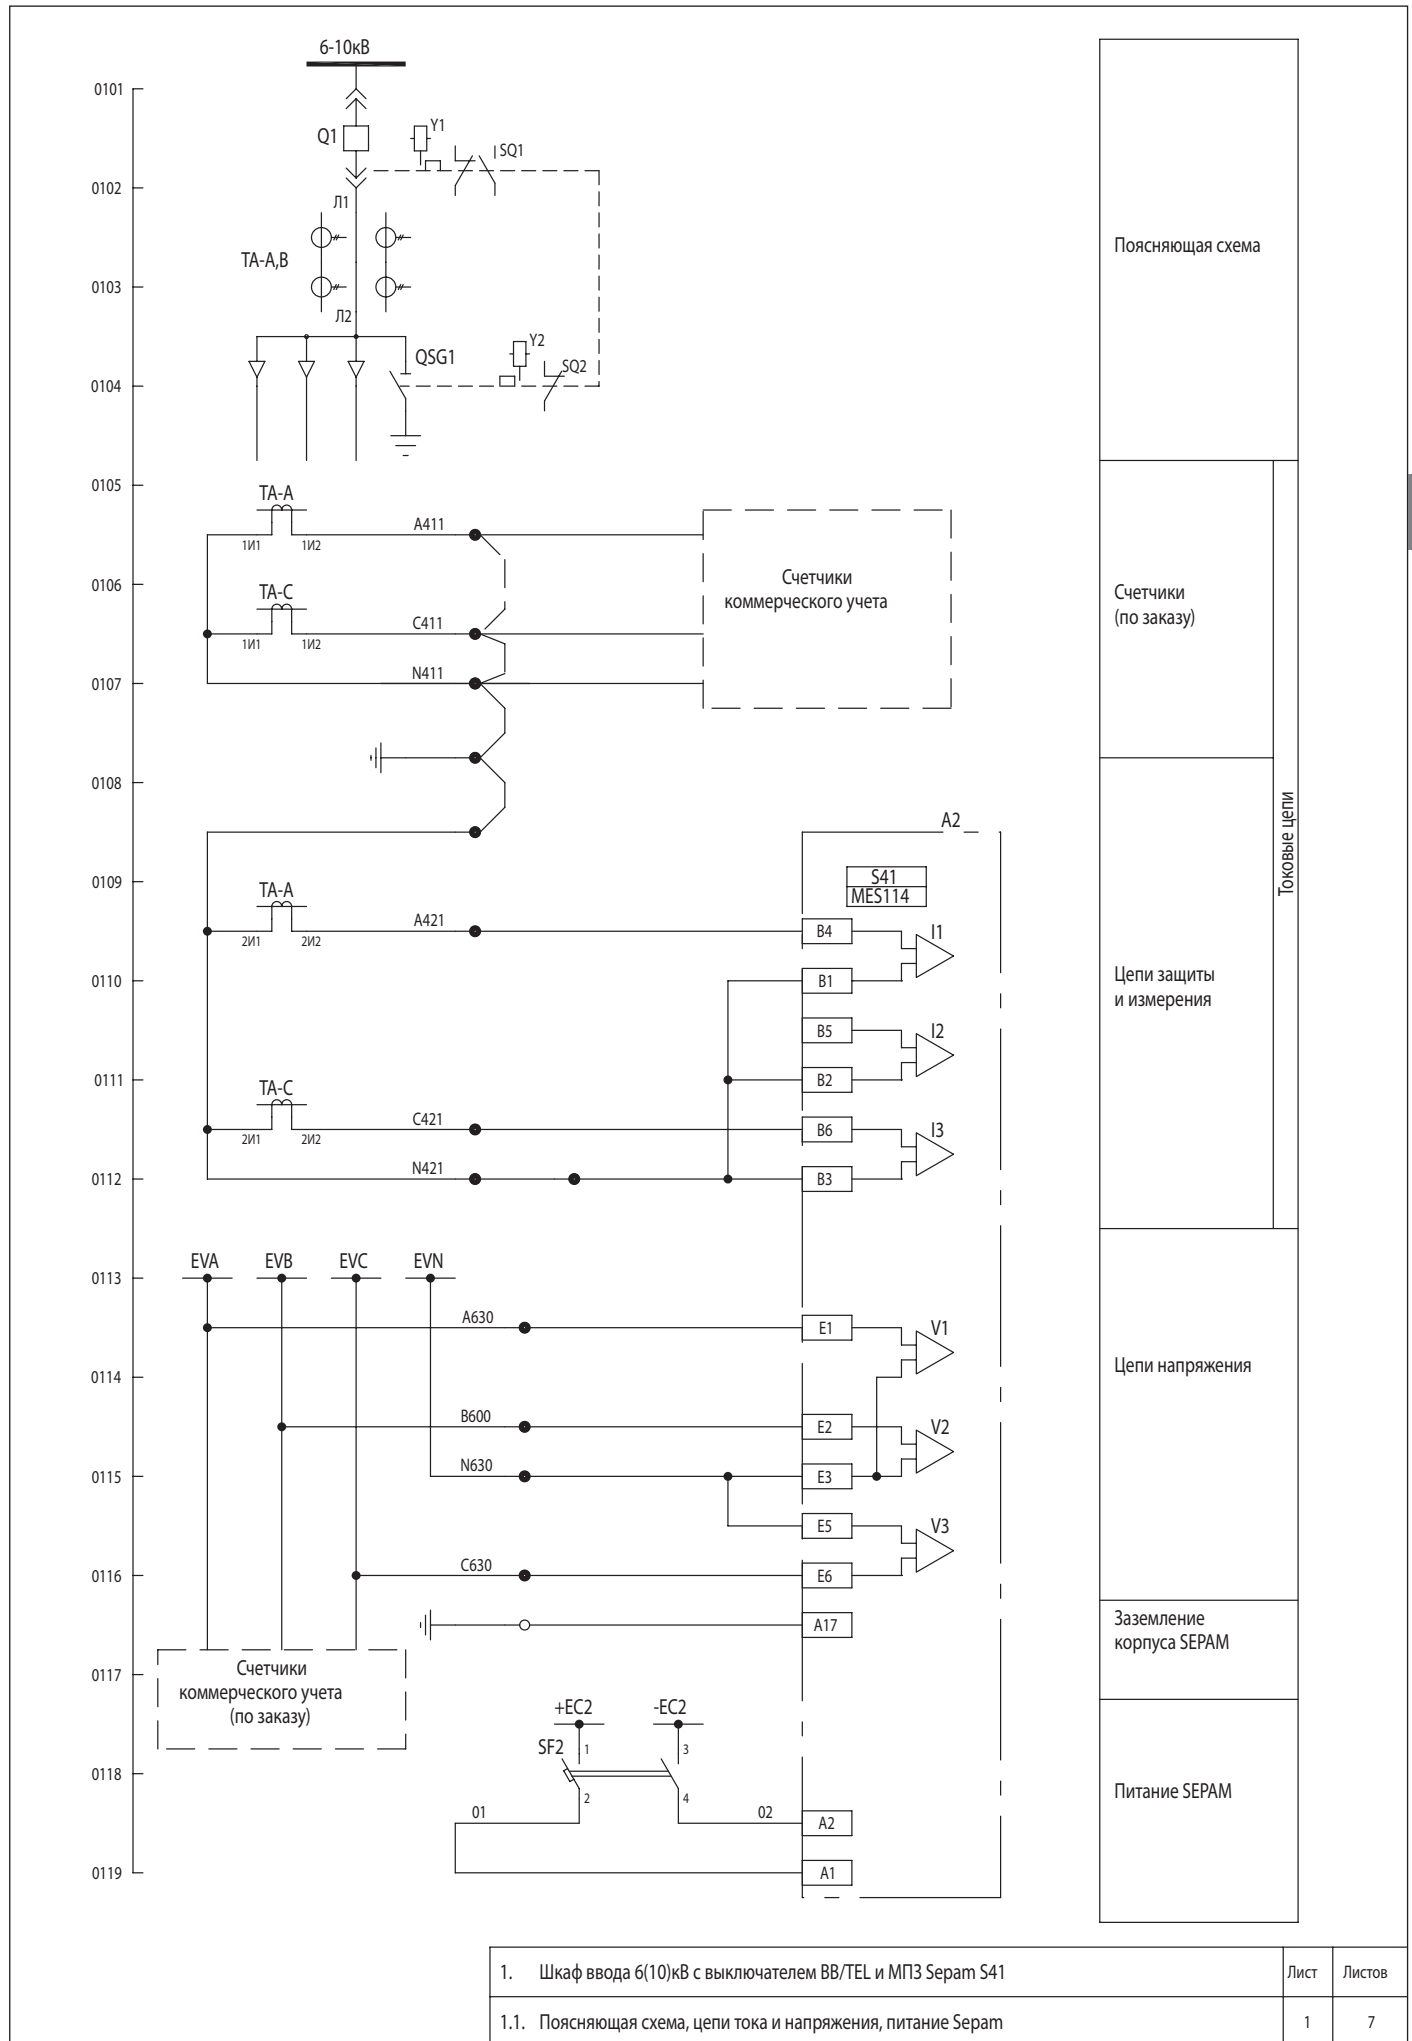 6-10кВ
0101
Q1
Y1
SQ1
0102
Л1
TA-A,B
0103
Л2
QSG1
Y2
SQ2
0104
Поясняющая схема
0105
TA-A
1И1
1И2
A411
0106
TA-C
1И1
1И2
C411
Счетчики
коммерческого учета
Счетчики
(по заказу)
0107
N411
0108
Токовые цепи
A2
S41
MES114
0109
TA-A
2И1
2И2
A421
B4
I1
0110
B1
Цепи защиты
и измерения
B5
I2
0111
B2
TA-C
2И1
2И2
C421
B6
I3
0112
N421
B3
EVA
EVB
EVC
EVN
0113
A630
E1
V1
0114
Цепи напряжения
B600
E2
V2
0115
N630
E3
E5
V3
0116
C630
E6
A17
Заземление
корпуса SEPAM
0117
Счетчики
коммерческого учета
(по заказу)
+EC2
-EC2
SF2
1
3
0118
2
4
Питание SEPAM
01
02
A2
0119
A1
1. Шкаф ввода 6(10)кВ с выключателем BB/TEL и МПЗ Sepam S41
Лист
Листов
1.1. Поясняющая схема, цепи тока и напряжения, питание Sepam
1
7